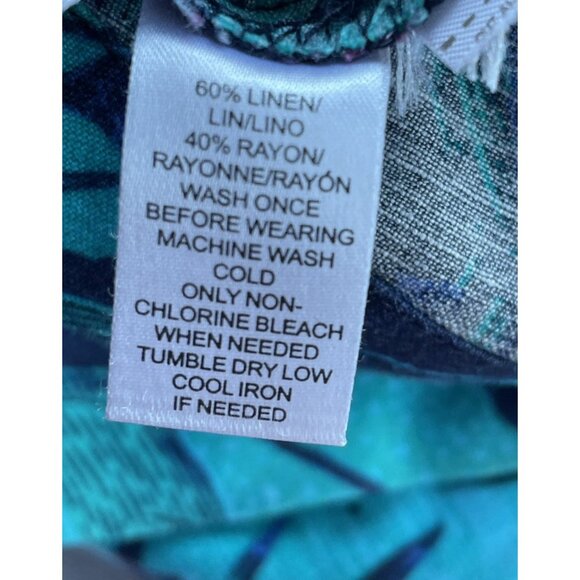 60% LINEN/
LIN/LINO
40% RAYON/
RAYONNE/RAYÓN
WASH ONCE
BEFORE WEARING
MACHINE WASH
COLD
ONLY NON-
CHLORINE BLEACH
WHEN NEEDED
TUMBLE DRY LOW
COOL IRON
IF NEEDED